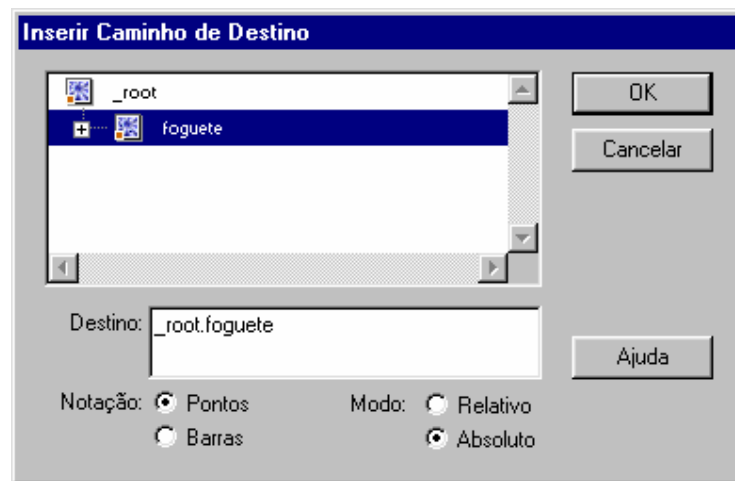 Inserir Caminho de Destino
_root
foguete
OK
Cancelar
Destino: _root.foguete
Ajuda
Notação: Pontos Modo: Relativo
Barras Absoluto